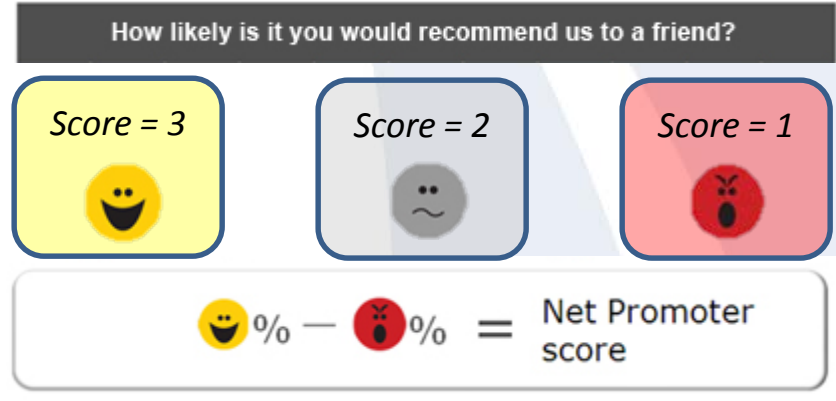 How likely is it you would recommend us to a friend?
Score = 3
Score = 2
Score = 1
% — % = Net Promoter
score